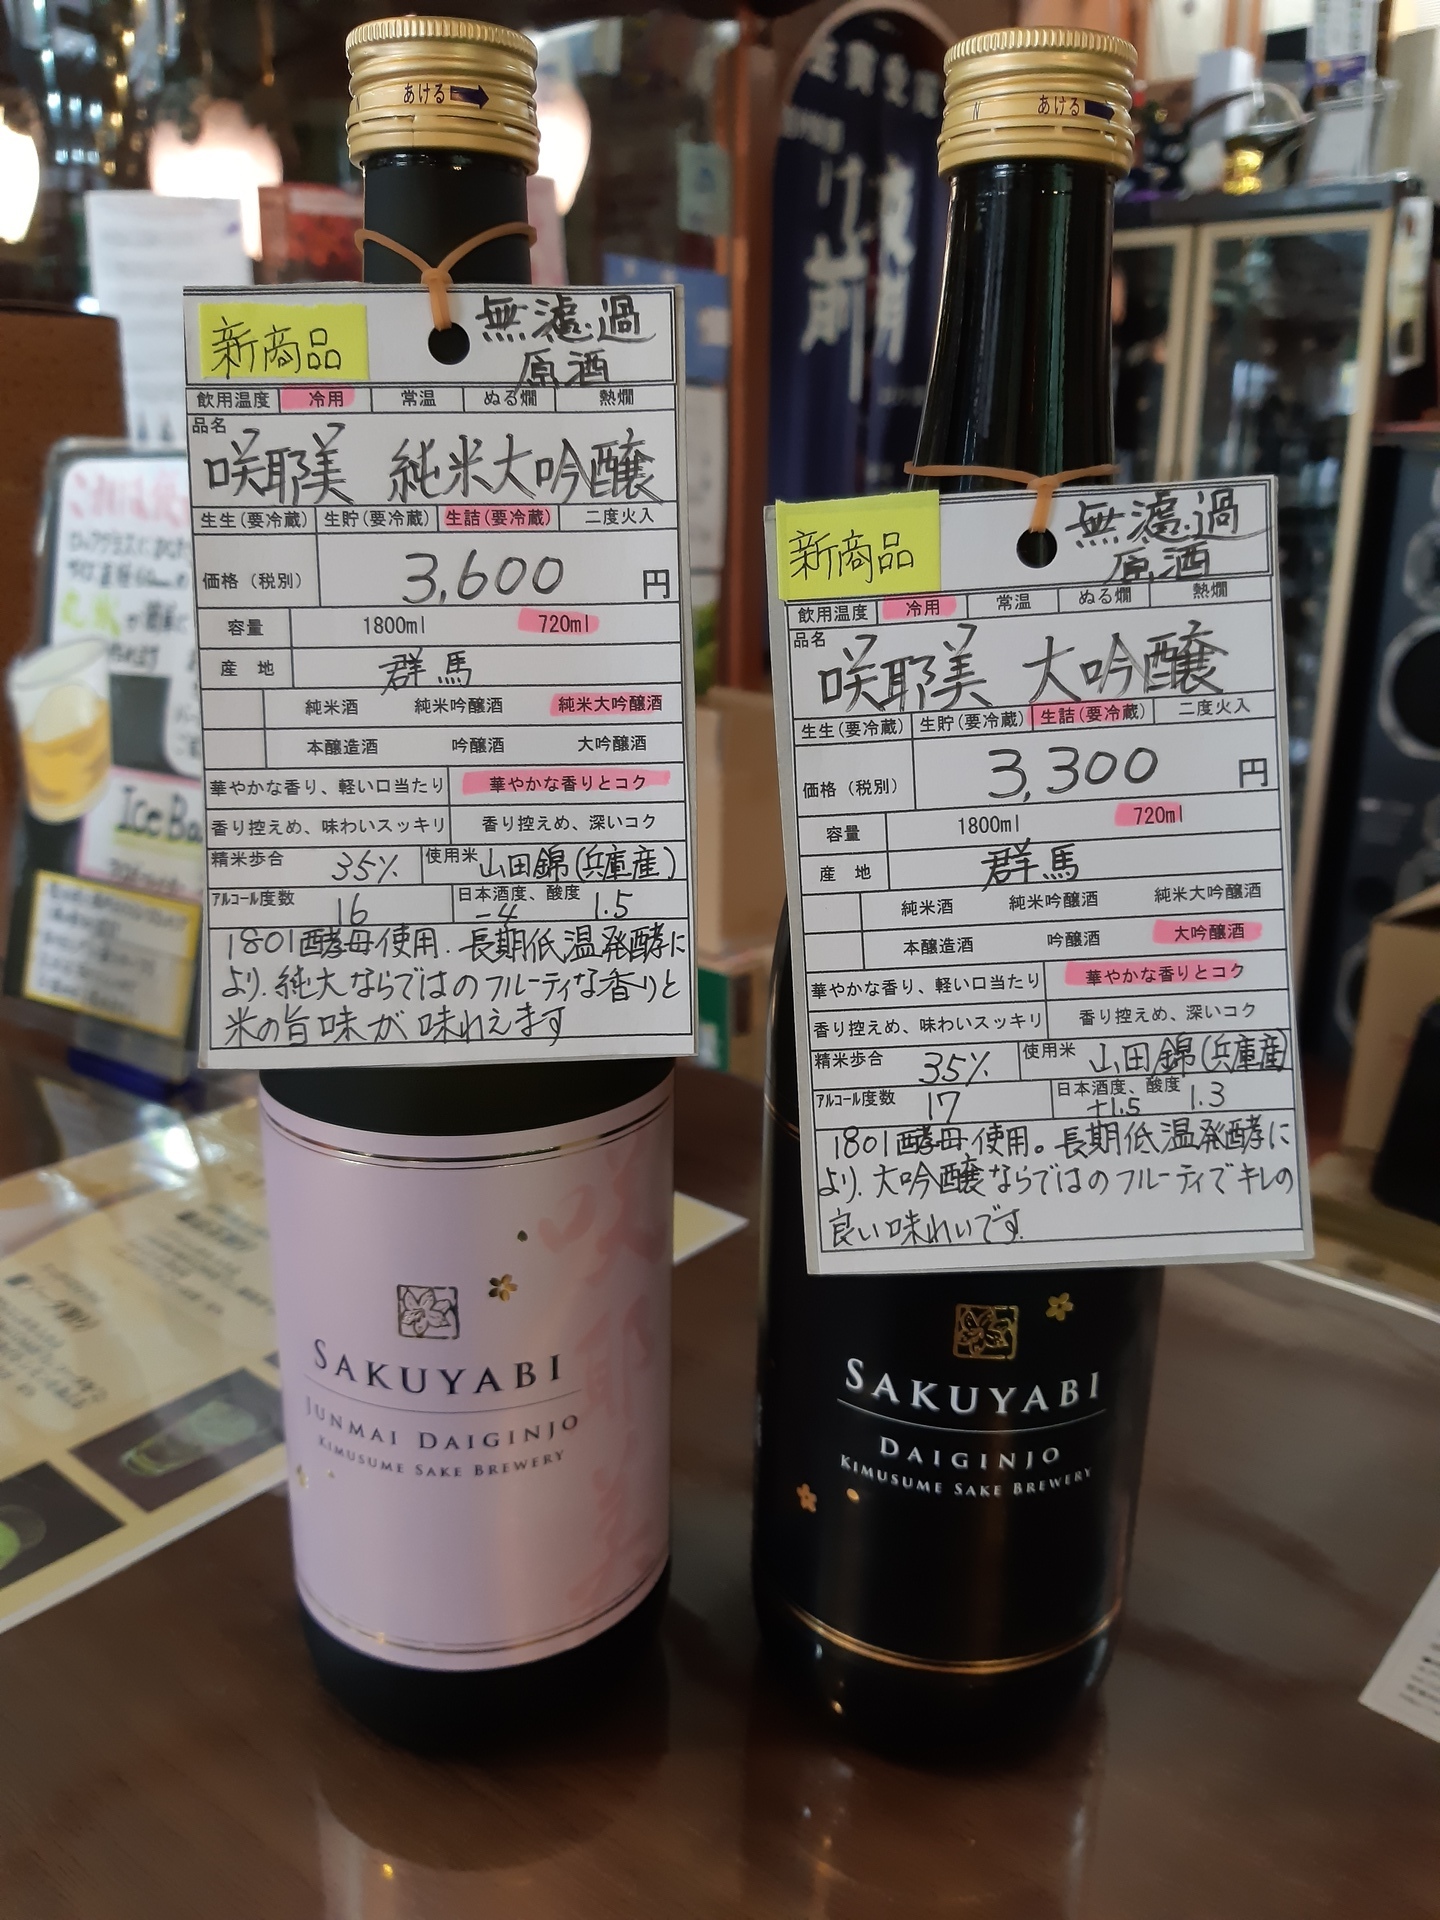 あける
新商品
無濾過
原酒
飲用温度 冷用 常温 ぬる燗 熱燗
品名
咲耶美 純米大吟醸
生生(要冷蔵) 生貯(要冷蔵) 生詰(要冷蔵) 二度火入
価格(税別) 3,600 円
容量 1800ml 720ml
産 地 群馬
純米酒 純米吟醸酒 純米大吟醸酒
本醸造酒 吟醸酒 大吟醸酒
華やかな香り、軽い口当たり 華やかな香りとコク
香り控えめ、味わいスッキリ 香り控えめ、深いコク
精米歩合 35% 使用米 山田錦(兵庫産)
アルコール度数 16 日本酒度、酸度 -4 1.5
1801酵母使用.長期低温発酵に
より.純大ならではのフルーティな香りと
米の旨味が味わえます
SAKUYABI
JUNMAI DAIGINJO
KIMUSUME SAKE BREWERY
咲耶美
あける
新商品
無濾過
原酒
飲用温度 冷用 常温 ぬる燗 熱燗
品名
咲耶美 大吟醸
生生(要冷蔵) 生貯(要冷蔵) 生詰(要冷蔵) 二度火入
価格(税別) 3,300 円
容量 1800ml 720ml
産 地 群馬
純米酒 純米吟醸酒 純米大吟醸酒
本醸造酒 吟醸酒 大吟醸酒
華やかな香り、軽い口当たり 華やかな香りとコク
香り控えめ、味わいスッキリ 香り控えめ、深いコク
精米歩合 35% 使用米 山田錦(兵庫産)
アルコール度数 17 日本酒度、酸度 +1.5 1.3
1801酵母使用。長期低温発酵に
より.大吟醸ならではのフルーティでキレの
良い味わいです.
SAKUYABI
DAIGINJO
KIMUSUME SAKE BREWERY
Ice Ba